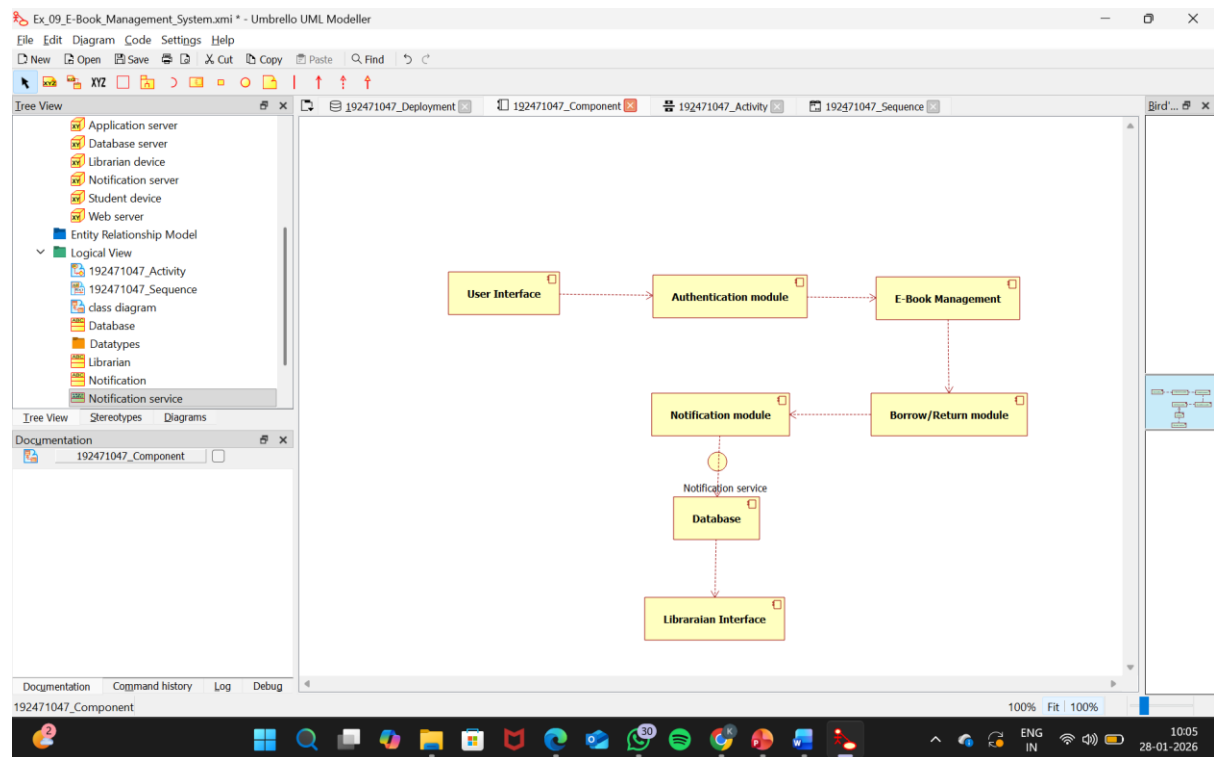 Ex_09_E-Book_Management_System.xmi * - Umbrello UML Modeller
File Edit Diagram Code Settings Help
New Open Save Cut Copy Paste Find
XYZ
Tree View
192471047_Deployment 192471047_Component 192471047_Activity 192471047_Sequence
Bird'...
Application server
Database server
Librarian device
Notification server
Student device
Web server
Entity Relationship Model
Logical View
192471047_Activity
192471047_Sequence
class diagram
Database
Datatypes
Librarian
Notification
Notification service
Tree View Stereotypes Diagrams
Documentation
192471047_Component
User Interface
Authentication module
E-Book Management
Notification module
Borrow/Return module
Notification service
Database
Libraraian Interface
Documentation Command history Log Debug
192471047_Component
100% Fit 100%
2
30
ENG
IN
10:05
28-01-2026